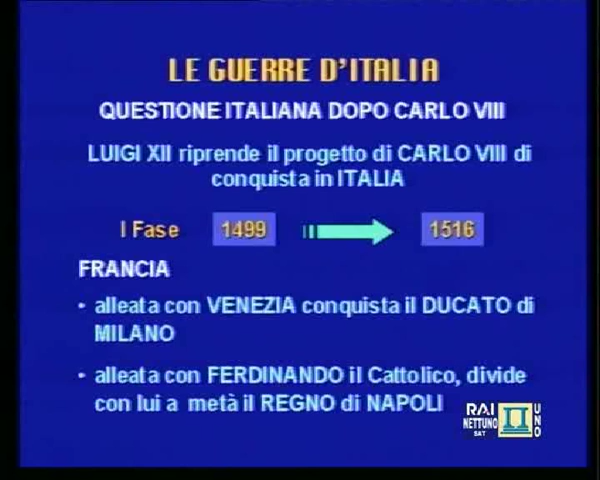 LE GUERRE D'ITALIA
QUESTIONE ITALIANA DOPO CARLO VIII
LUIGI XII riprende il progetto di CARLO VIII di
conquista in ITALIA
I Fase 1499 1516
FRANCIA
• alleata con VENEZIA conquista il DUCATO di
MILANO
• alleata con FERDINANDO il Cattolico, divide
con lui a metà il REGNO di NAPOLI
RAI
NETTUNO
SAT
UNO